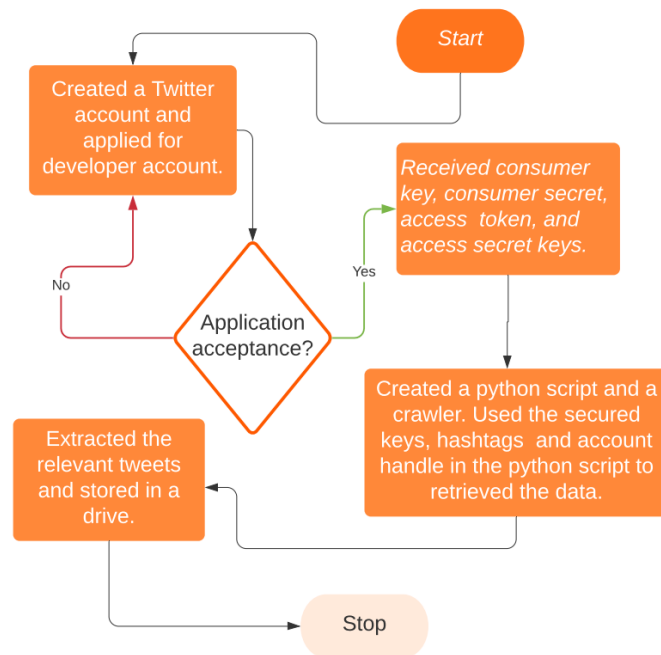 Start
Created a Twitter
account and
applied for
developer account.
Received consumer
key, consumer secret,
access token, and
access secret keys.
No
Yes
Application
acceptance?
Created a python script and a
crawler. Used the secured
keys, hashtags and account
handle in the python script to
retrieved the data.
Extracted the
relevant tweets
and stored in a
drive.
Stop